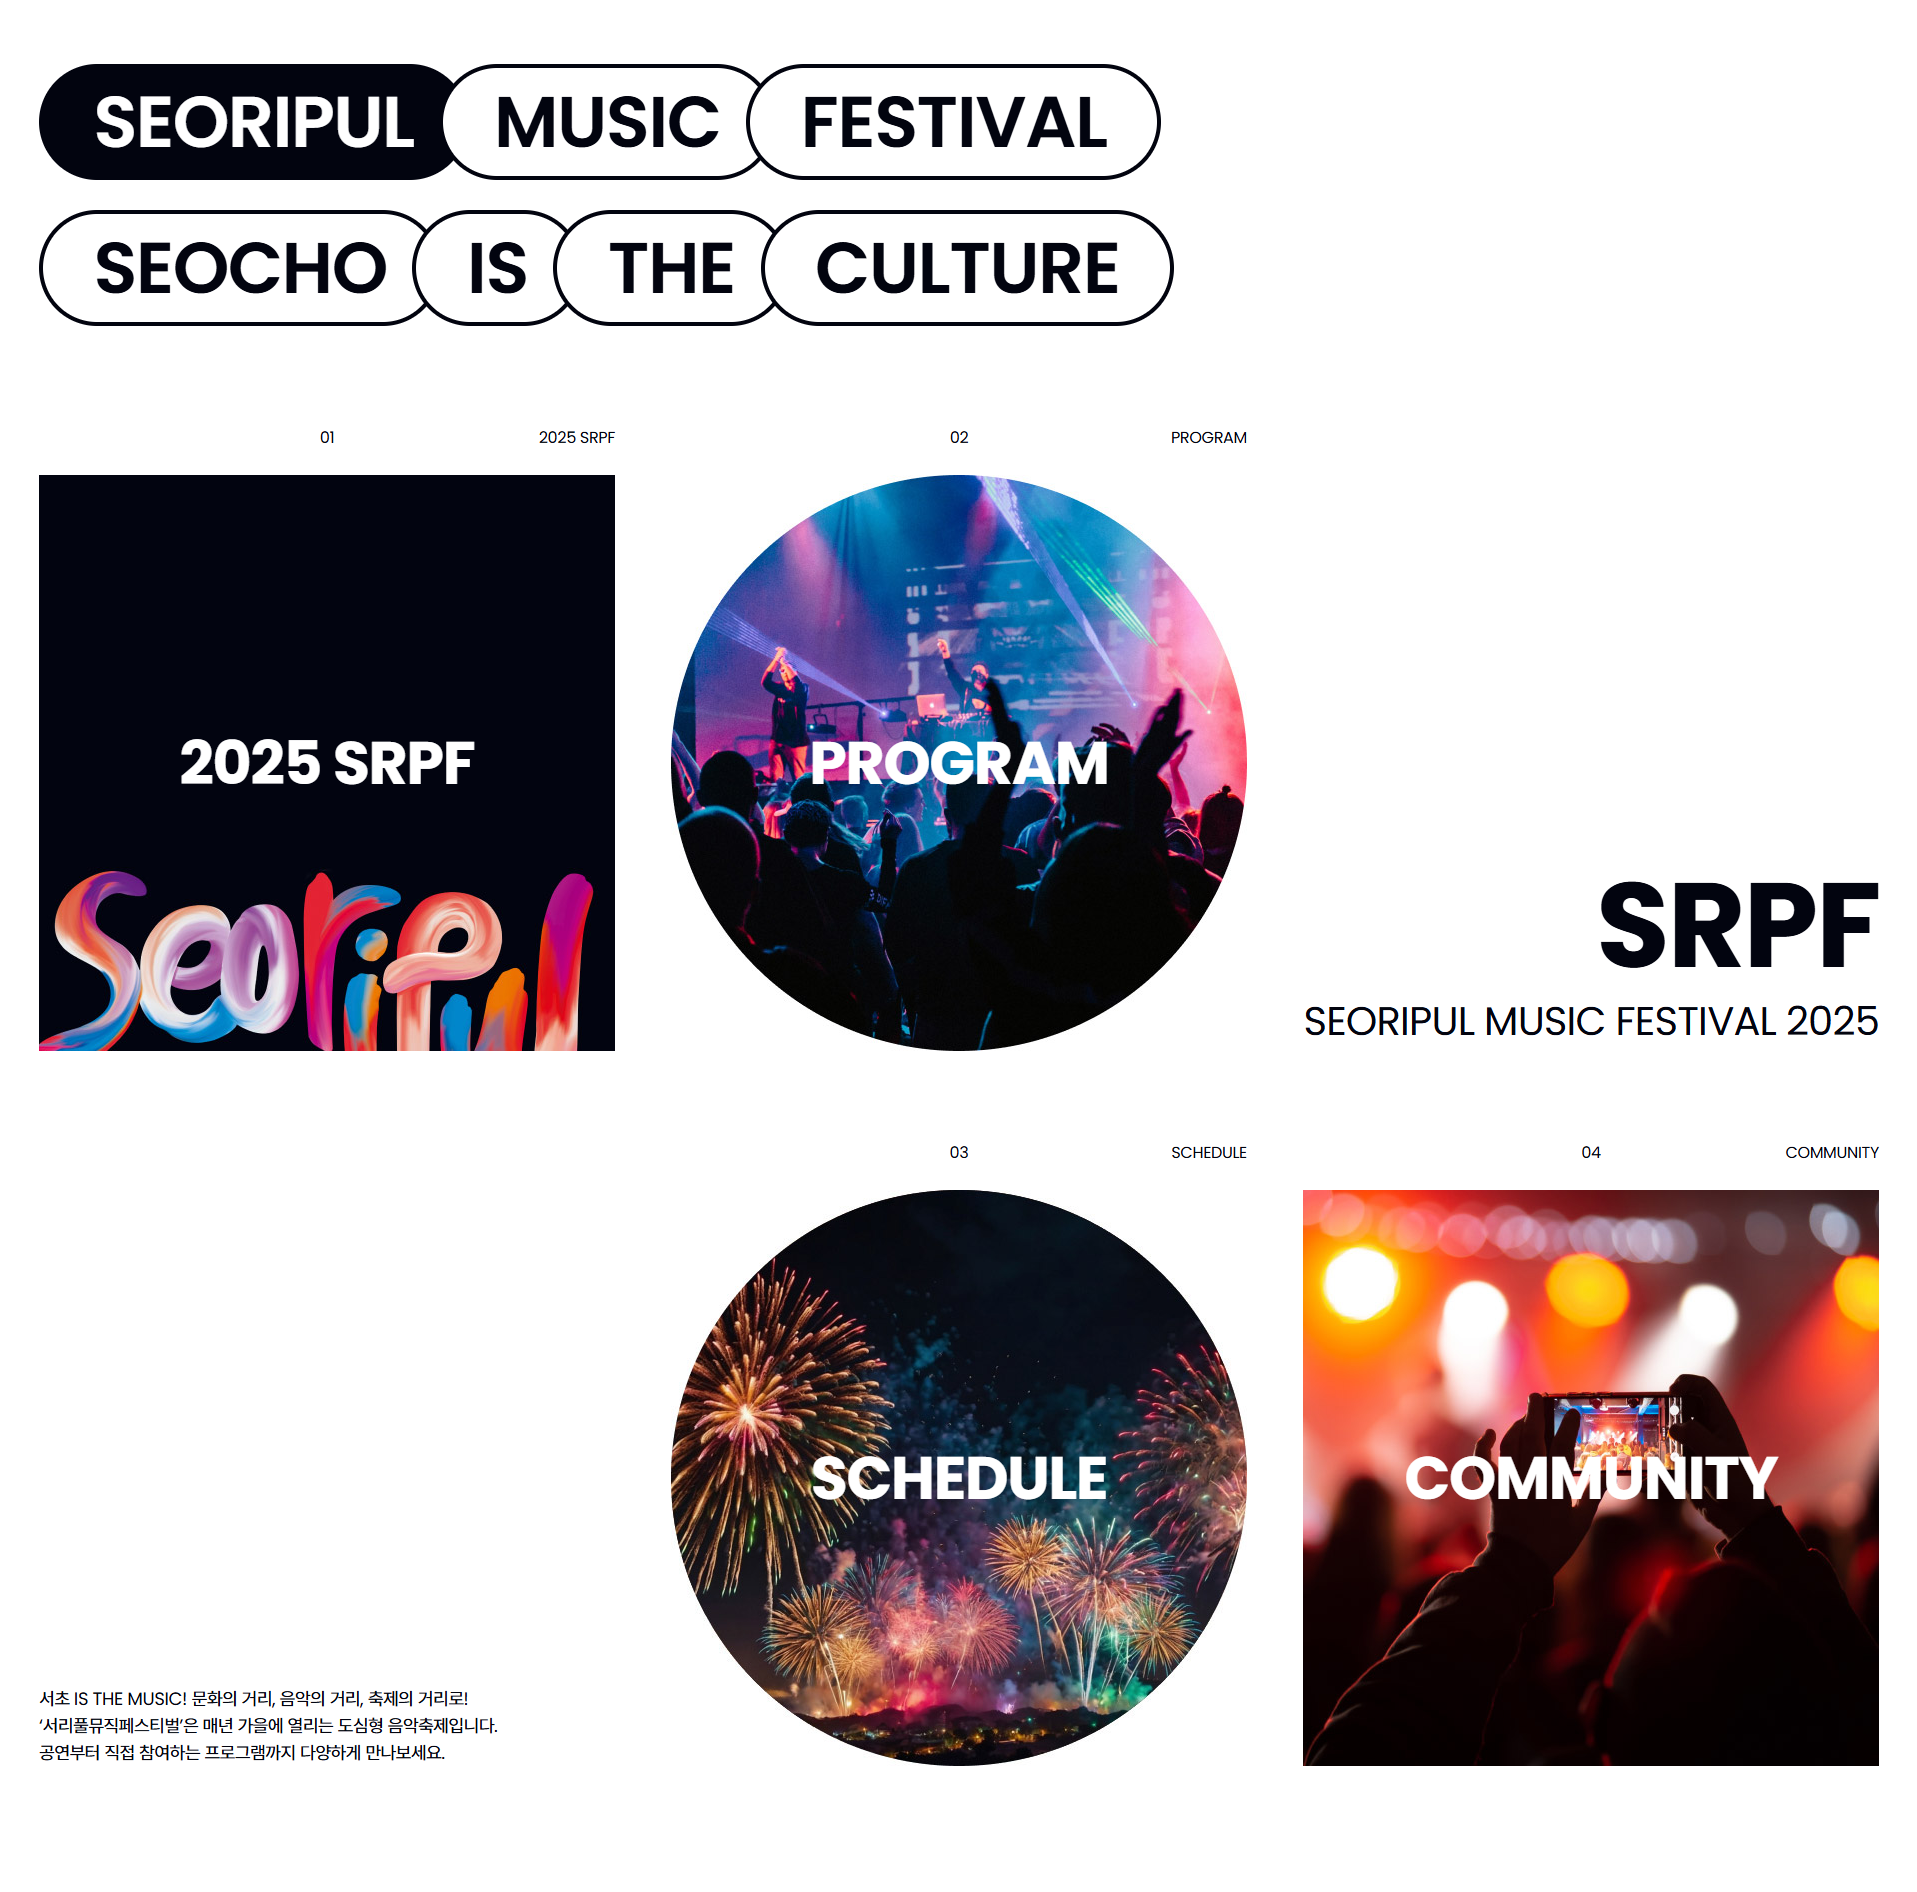 SEORIPUL MUSIC FESTIVAL
SEOCHO IS THE CULTURE
01 2025 SRPF
2025 SRPF
Seoripul
02 PROGRAM
PROGRAM
SRPF
SEORIPUL MUSIC FESTIVAL 2025
서초 IS THE MUSIC! 문화의 거리, 음악의 거리, 축제의 거리로!
‘서리풀뮤직페스티벌’은 매년 가을에 열리는 도심형 음악축제입니다.
공연부터 직접 참여하는 프로그램까지 다양하게 만나보세요.
03 SCHEDULE
SCHEDULE
04 COMMUNITY
COMMUNITY